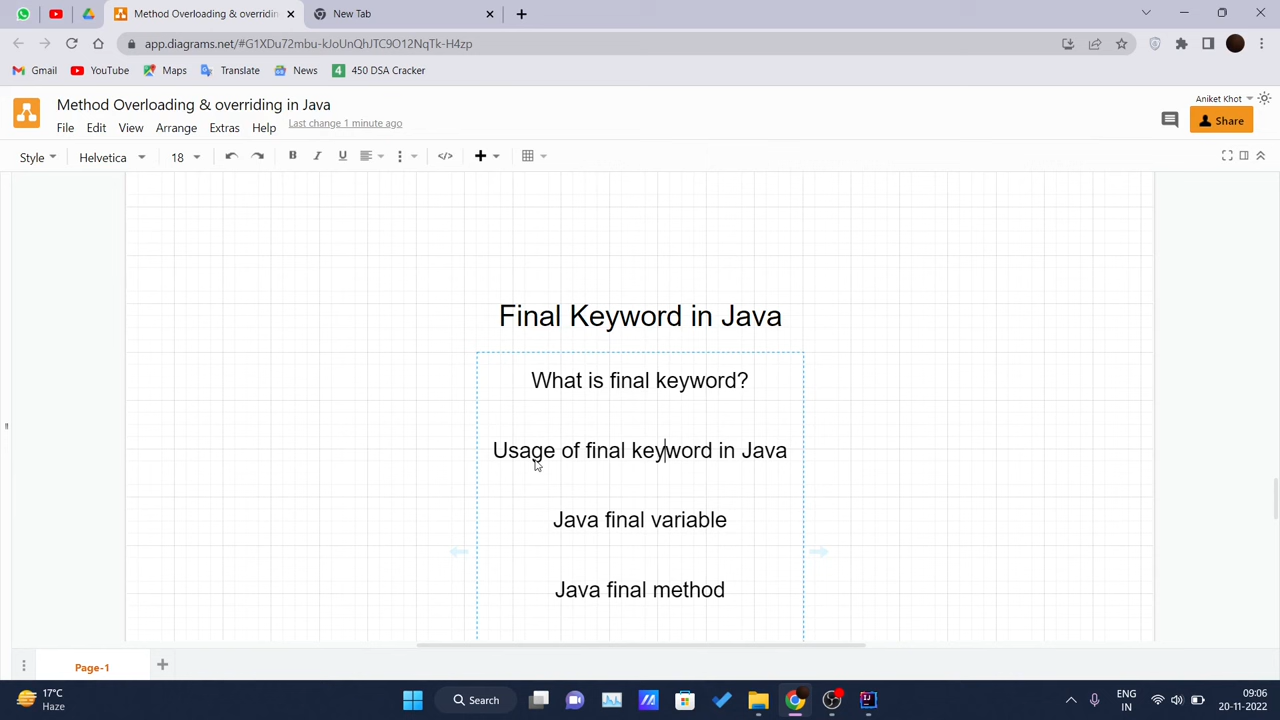 Method Overloading & overridin
New Tab
app.diagrams.net/#G1XDu72mbu-kJoUnQhJTC9O12NqTk-H4zp
Gmail YouTube Maps Translate News 4 450 DSA Cracker
Method Overloading & overriding in Java
Aniket Khot
File Edit View Arrange Extras Help Last change 1 minute ago
Share
Style Helvetica 18 B I U </>
Final Keyword in Java
What is final keyword?
Usage of final keyword in Java
Java final variable
Java final method
Page-1
17°C
Haze
Search
ENG
IN
09:06
20-11-2022